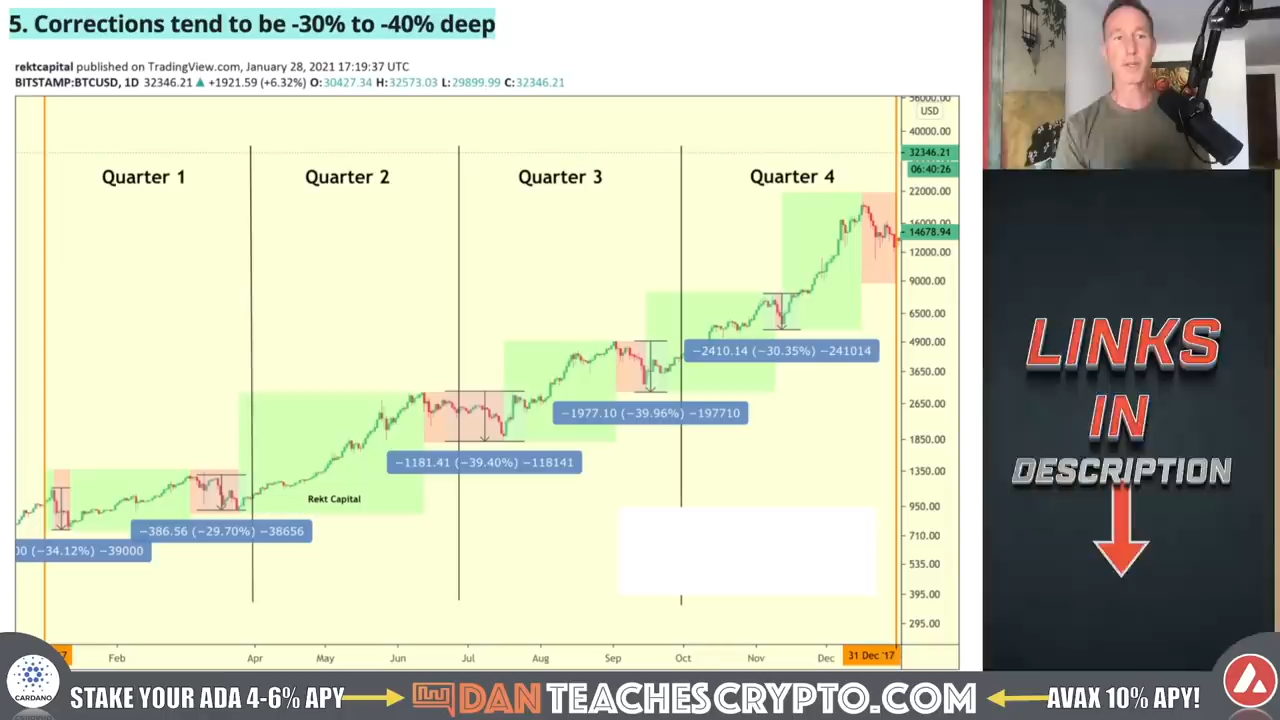 5. Corrections tend to be -30% to -40% deep
rektcapital published on TradingView.com, January 28, 2021 17:19:37 UTC
BITSTAMP:BTCUSD, 1D 32346.21 ▲ +1921.59 (+6.32%) O:30427.34 H:32573.03 L:29899.99 C:32346.21
Quarter 1
Quarter 2
Quarter 3
Quarter 4
56000.00
USD
40000.00
32346.21
06:40:26
22000.00
16000.00
14678.94
12000.00
9000.00
6500.00
4900.00
3650.00
2650.00
1850.00
1350.00
950.00
710.00
535.00
395.00
295.00
−2410.14 (−30.35%) −241014
−1977.10 (−39.96%) −197710
−1181.41 (−39.40%) −118141
Rekt Capital
−386.56 (−29.70%) −38656
00 (−34.12%) −39000
7
Feb
Apr
May
Jun
Jul
Aug
Sep
Oct
Nov
Dec
31 Dec '17
LINKS
IN
DESCRIPTION
CARDANO
STAKE YOUR ADA 4-6% APY
DANTEACHESCRYPTO.COM
AVAX 10% APY!